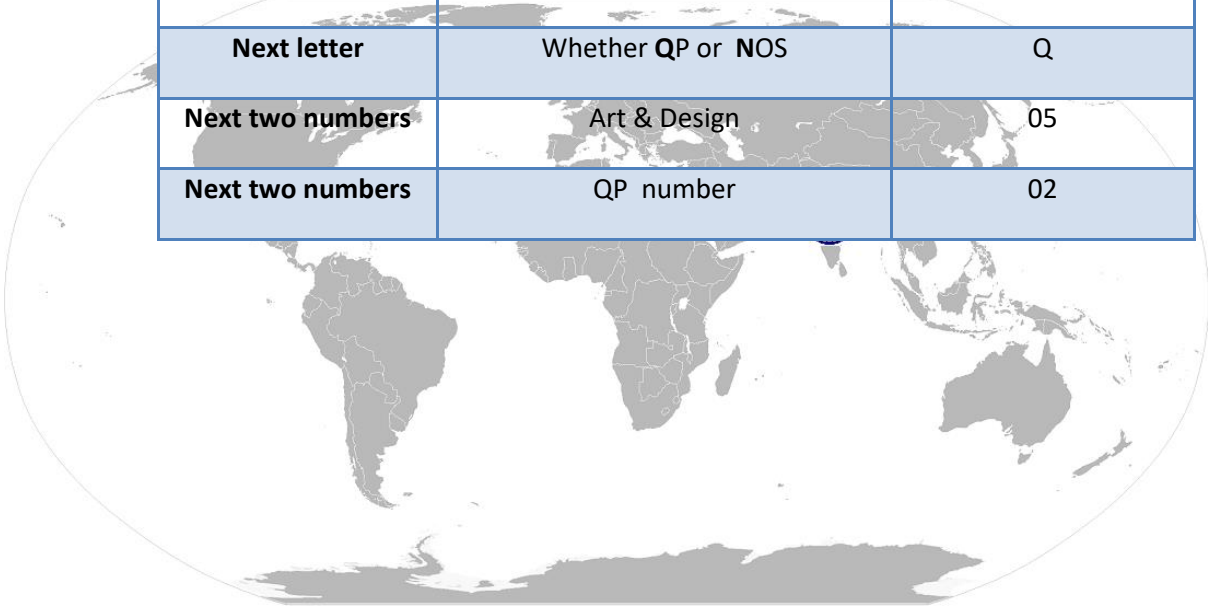 Next letter Whether QP or NOS Q
Next two numbers Art & Design 05
Next two numbers QP number 02